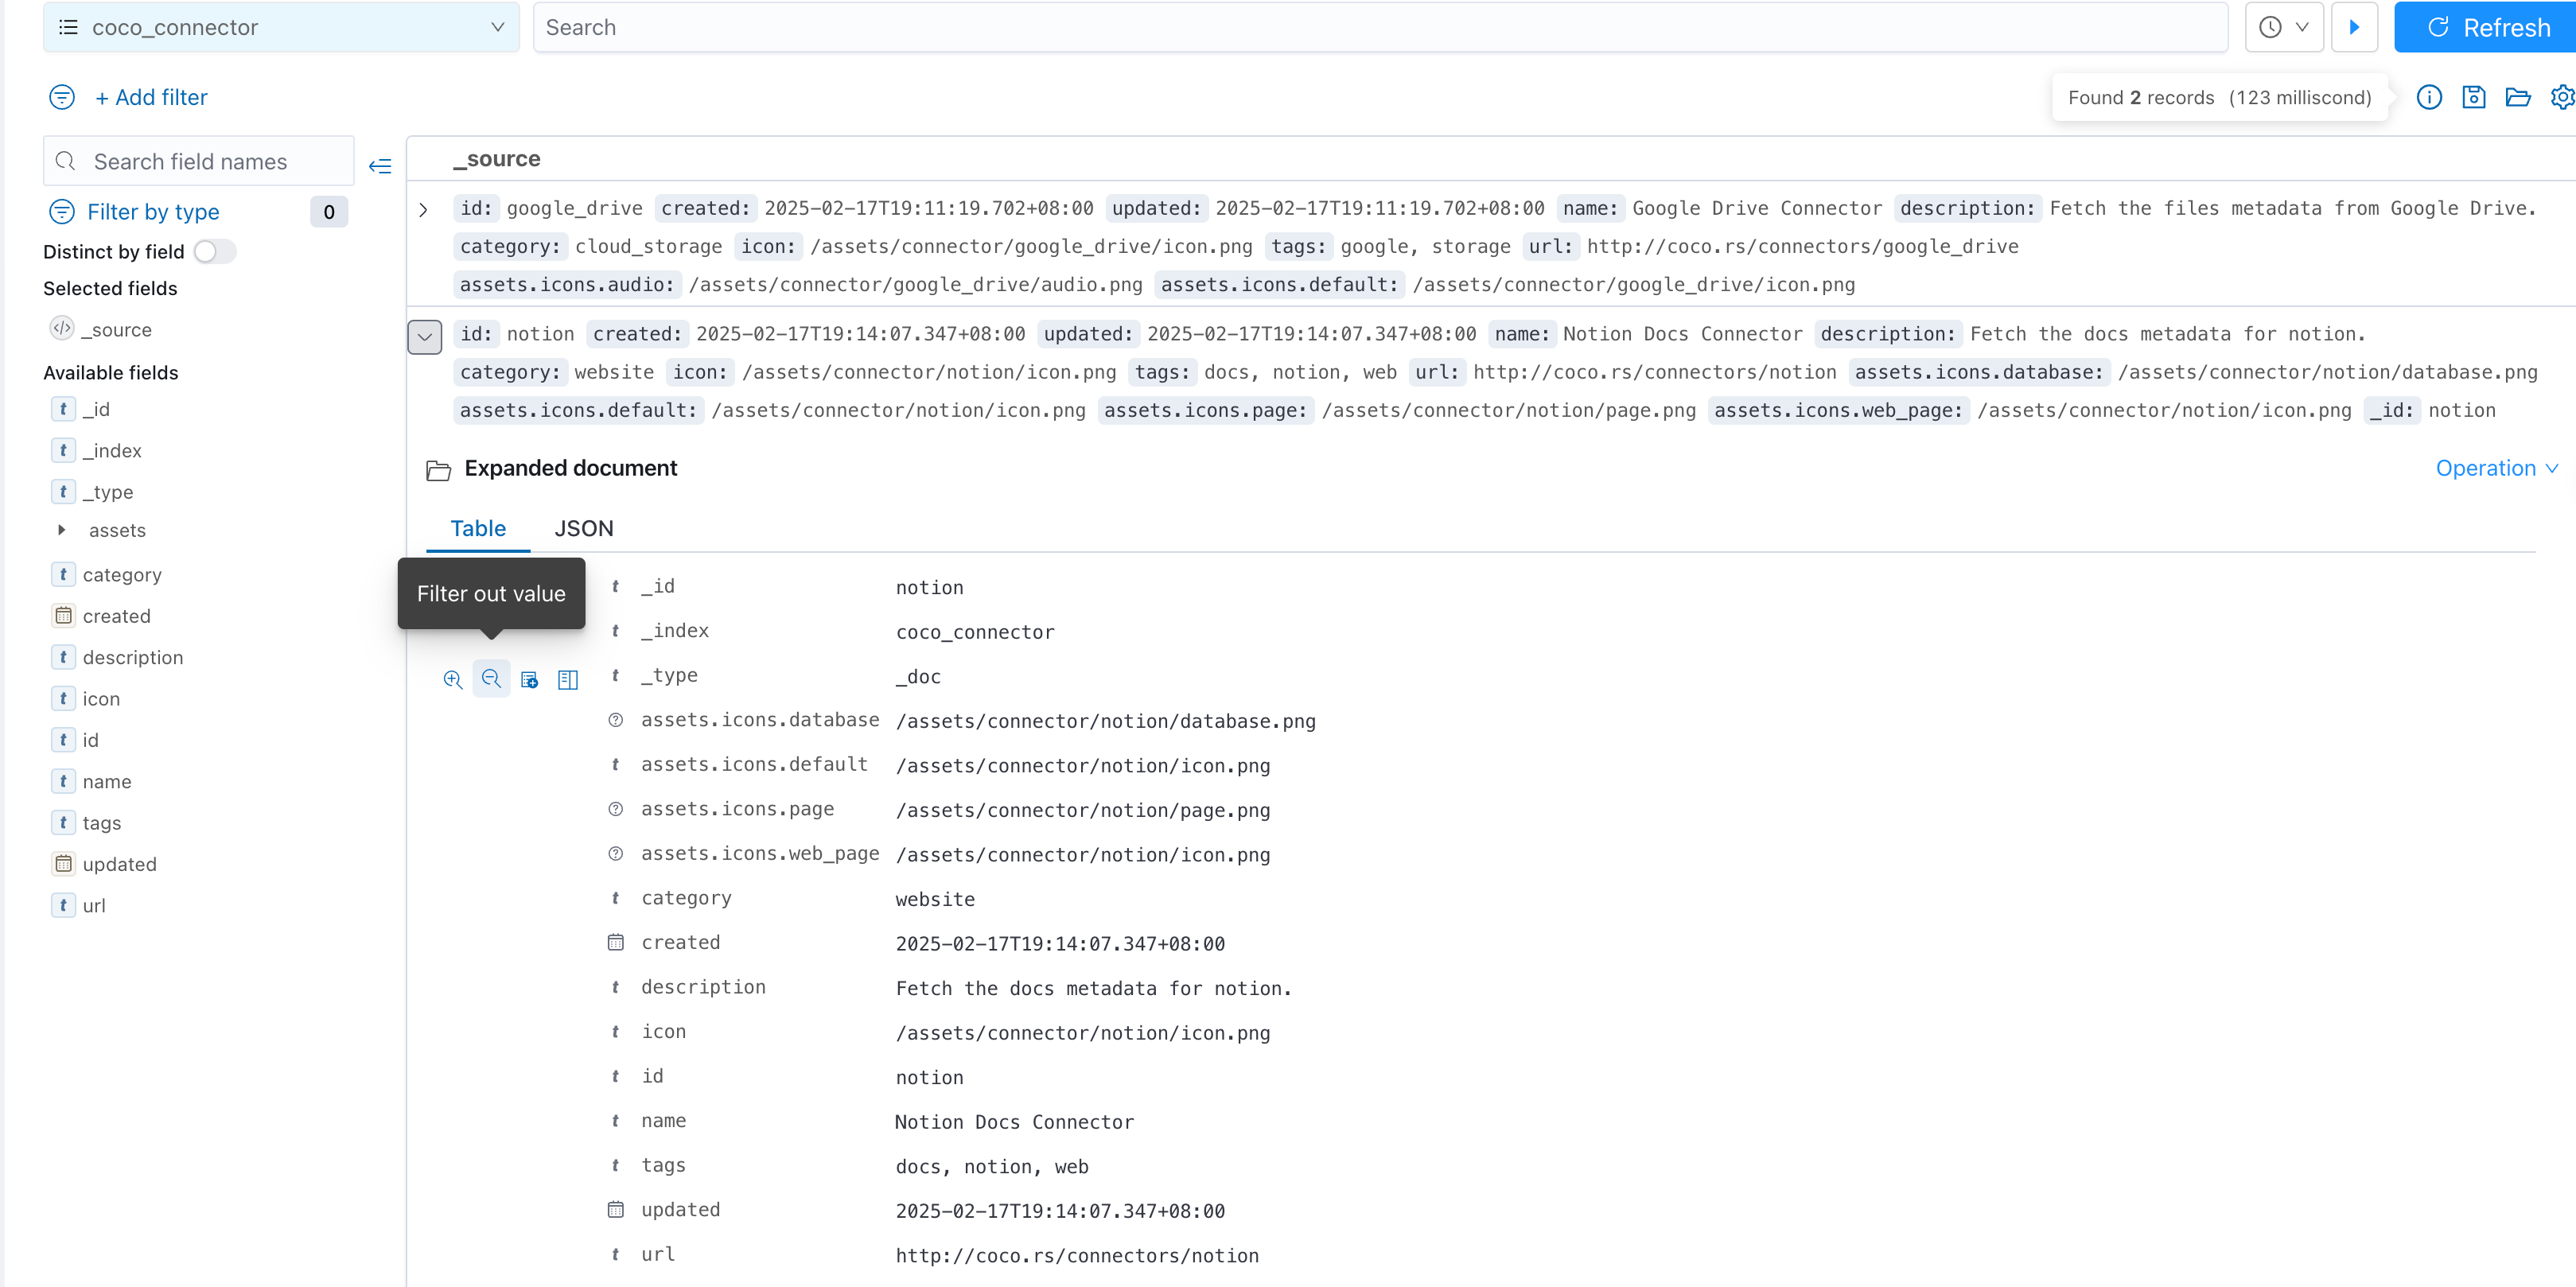 coco_connector
Search
Refresh
+ Add filter
Found 2 records (123 milliscond)
Search field names
Filter by type 0
Distinct by field
Selected fields
_source
Available fields
t _id
t _index
t _type
assets
t category
created
t description
t icon
t id
t name
t tags
updated
t url
_source
id: google_drive created: 2025-02-17T19:11:19.702+08:00 updated: 2025-02-17T19:11:19.702+08:00 name: Google Drive Connector description: Fetch the files metadata from Google Drive.
category: cloud_storage icon: /assets/connector/google_drive/icon.png tags: google, storage url: http://coco.rs/connectors/google_drive
assets.icons.audio: /assets/connector/google_drive/audio.png assets.icons.default: /assets/connector/google_drive/icon.png
id: notion created: 2025-02-17T19:14:07.347+08:00 updated: 2025-02-17T19:14:07.347+08:00 name: Notion Docs Connector description: Fetch the docs metadata for notion.
category: website icon: /assets/connector/notion/icon.png tags: docs, notion, web url: http://coco.rs/connectors/notion assets.icons.database: /assets/connector/notion/database.png
assets.icons.default: /assets/connector/notion/icon.png assets.icons.page: /assets/connector/notion/page.png assets.icons.web_page: /assets/connector/notion/icon.png _id: notion
Expanded document
Operation
Table JSON
Filter out value
t _id notion
t _index coco_connector
t _type _doc
assets.icons.database /assets/connector/notion/database.png
t assets.icons.default /assets/connector/notion/icon.png
assets.icons.page /assets/connector/notion/page.png
assets.icons.web_page /assets/connector/notion/icon.png
t category website
created 2025-02-17T19:14:07.347+08:00
t description Fetch the docs metadata for notion.
t icon /assets/connector/notion/icon.png
t id notion
t name Notion Docs Connector
t tags docs, notion, web
updated 2025-02-17T19:14:07.347+08:00
t url http://coco.rs/connectors/notion